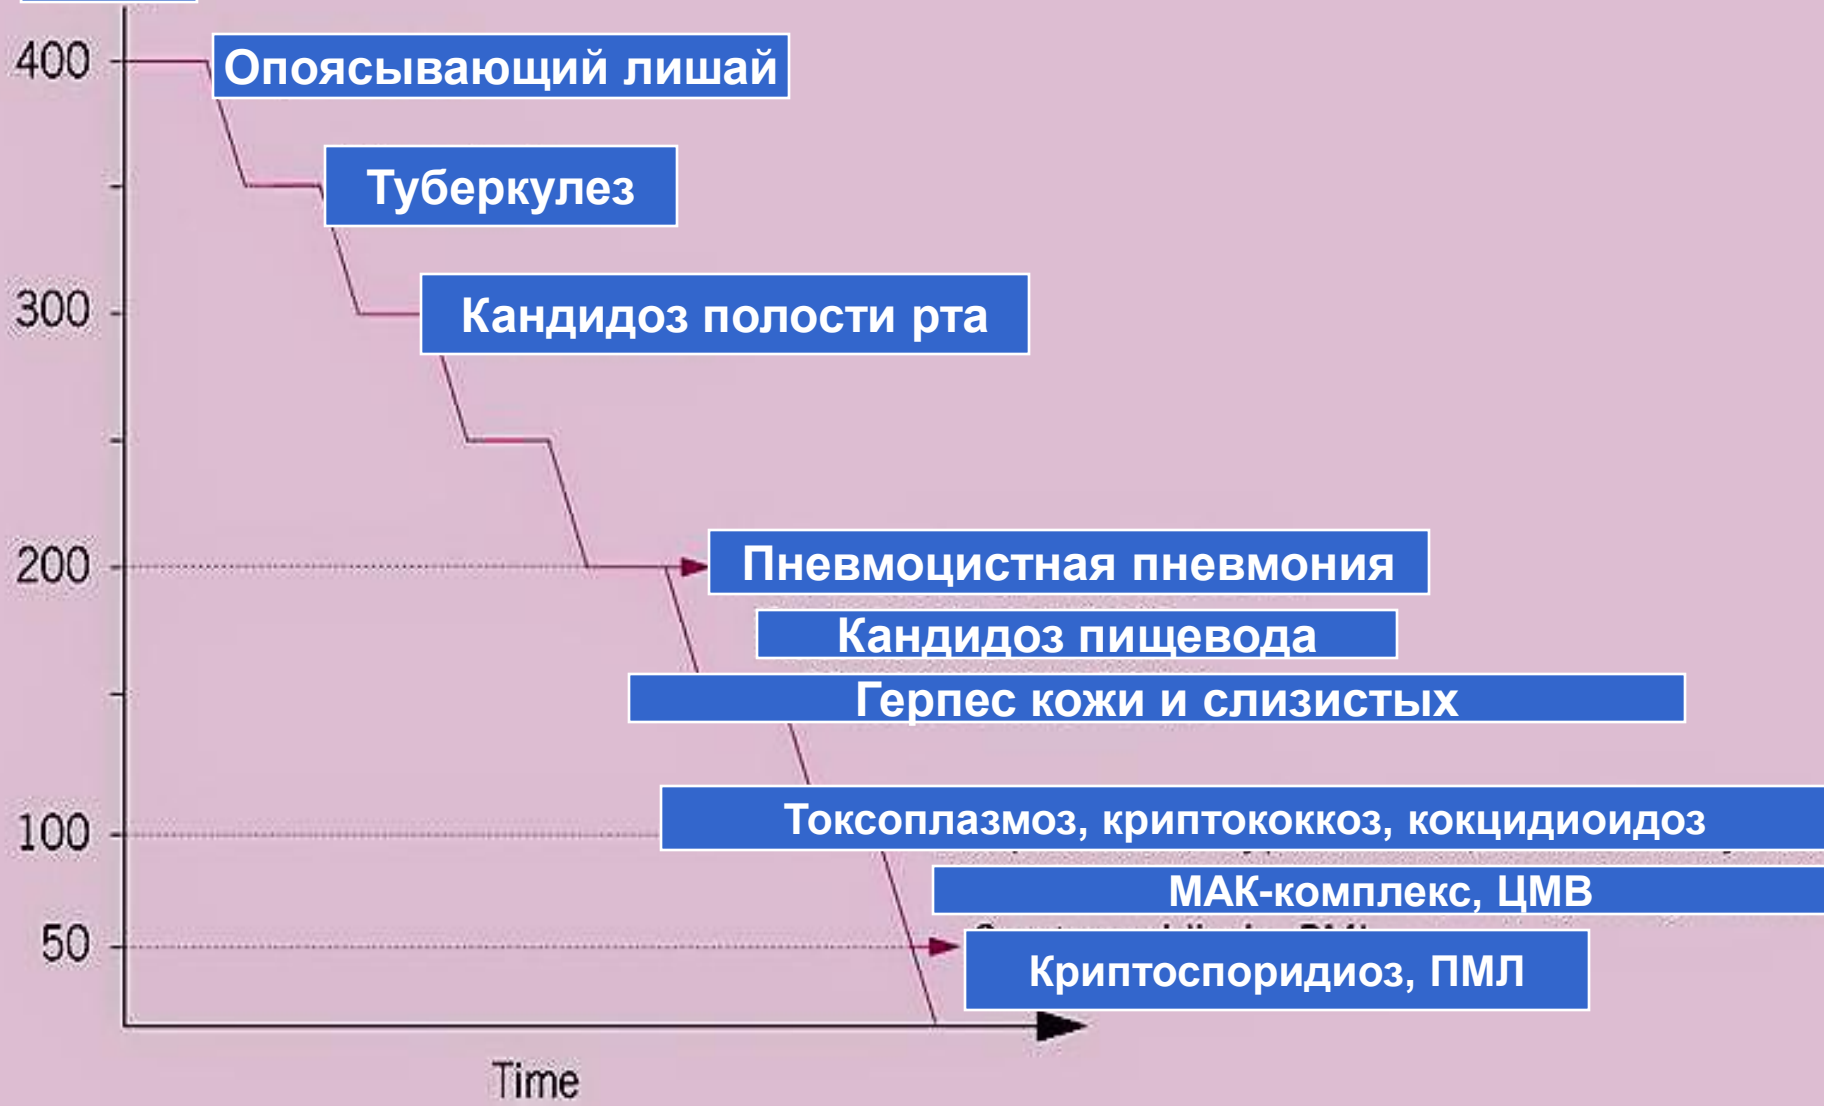 400
Опоясывающий лишай
Туберкулез
300
Кандидоз полости рта
200
Пневмоцистная пневмония
Кандидоз пищевода
Герпес кожи и слизистых
100
Токсоплазмоз, криптококкоз, кокцидиоидоз
МАК-комплекс, ЦМВ
50
Криптоспоридиоз, ПМЛ
Time